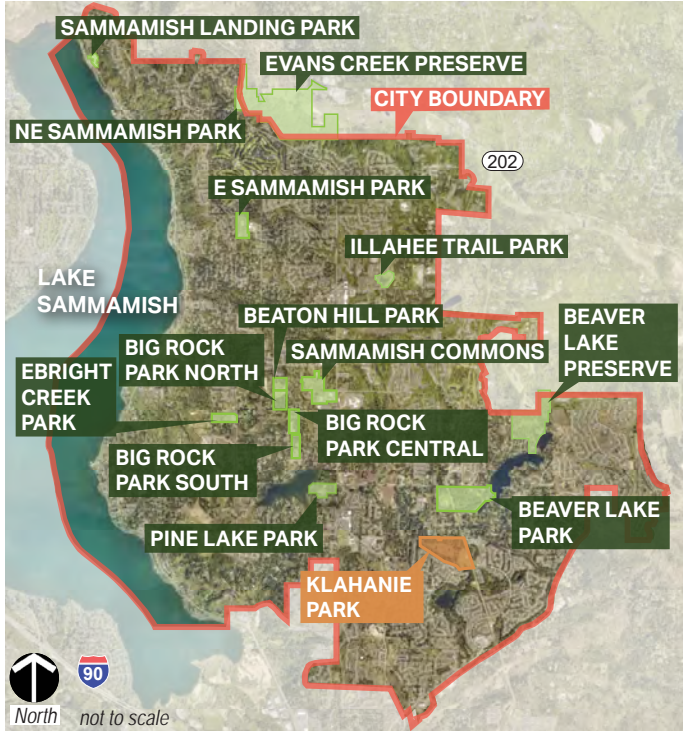 SAMMAMISH LANDING PARK
EVANS CREEK PRESERVE
CITY BOUNDARY
NE SAMMAMISH PARK
202
E SAMMAMISH PARK
ILLAHEE TRAIL PARK
LAKE
SAMMAMISH
BEATON HILL PARK
BIG ROCK
PARK NORTH
SAMMAMISH COMMONS
BEAVER
LAKE
PRESERVE
EBRIGHT
CREEK
PARK
BIG ROCK
PARK CENTRAL
BIG ROCK
PARK SOUTH
PINE LAKE PARK
BEAVER LAKE
PARK
KLAHANIE
PARK
90
North
not to scale